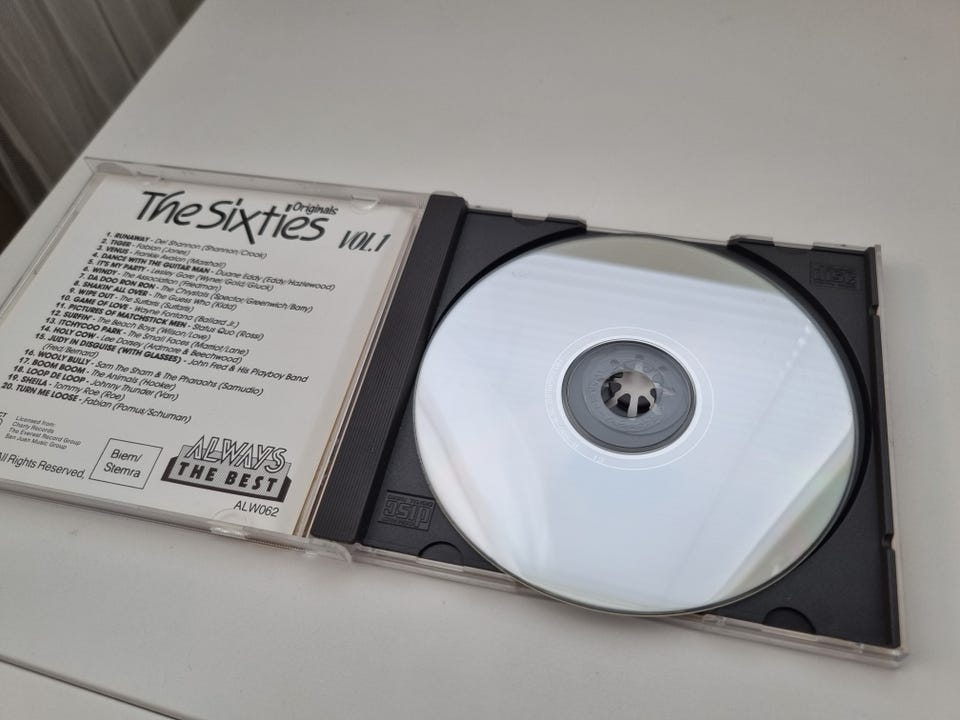 The Sixties
Originals
VOL.1
1. RUNAWAY - Del Shannon (Shannon/Crook)
2. TIGER - Fabian (Jones)
3. VENUS - Frankie Avalon (Marshall)
4. DANCE WITH THE GUITAR MAN - Duane Eddy (Eddy/Hazlewood)
5. IT'S MY PARTY - Lesley Gore (Wyner/Gold/Gluck)
6. WINDY - The Association (Friedman)
7. DA DOO RON RON - The Chrystals (Spector/Greenwich/Barry)
8. SHAKIN' ALL OVER - The Guess Who (Kidd)
9. WIPE OUT - The Surfaris (Surfaris)
10. GAME OF LOVE - Wayne Fontana (Ballard Jr.)
11. PICTURES OF MATCHSTICK MEN - Status Quo (Rossi)
12. SURFIN' - The Beach Boys (Wilson/Love)
13. ITCHYCOO PARK - The Small Faces (Marriot/Lane)
14. HOLY COW - Lee Dorsey (Ardmore & Beechwood)
15. JUDY IN DISGUISE (WITH GLASSES) - John Fred & His Playboy Band
(Fred/Bernard)
16. WOOLY BULLY - Sam The Sham & The Pharaohs (Samudio)
17. BOOM BOOM - The Animals (Hooker)
18. LOOP DE LOOP - Johnny Thunder (Van)
19. SHEILA - Tommy Roe (Roe)
20. TURN ME LOOSE - Fabian (Pomus/Schuman)
Licensed from:
Charly Records
The Everest Record Group
San Juan Music Group
All Rights Reserved.
Biem/
Stemra
ALWAYS
THE BEST
ALW062